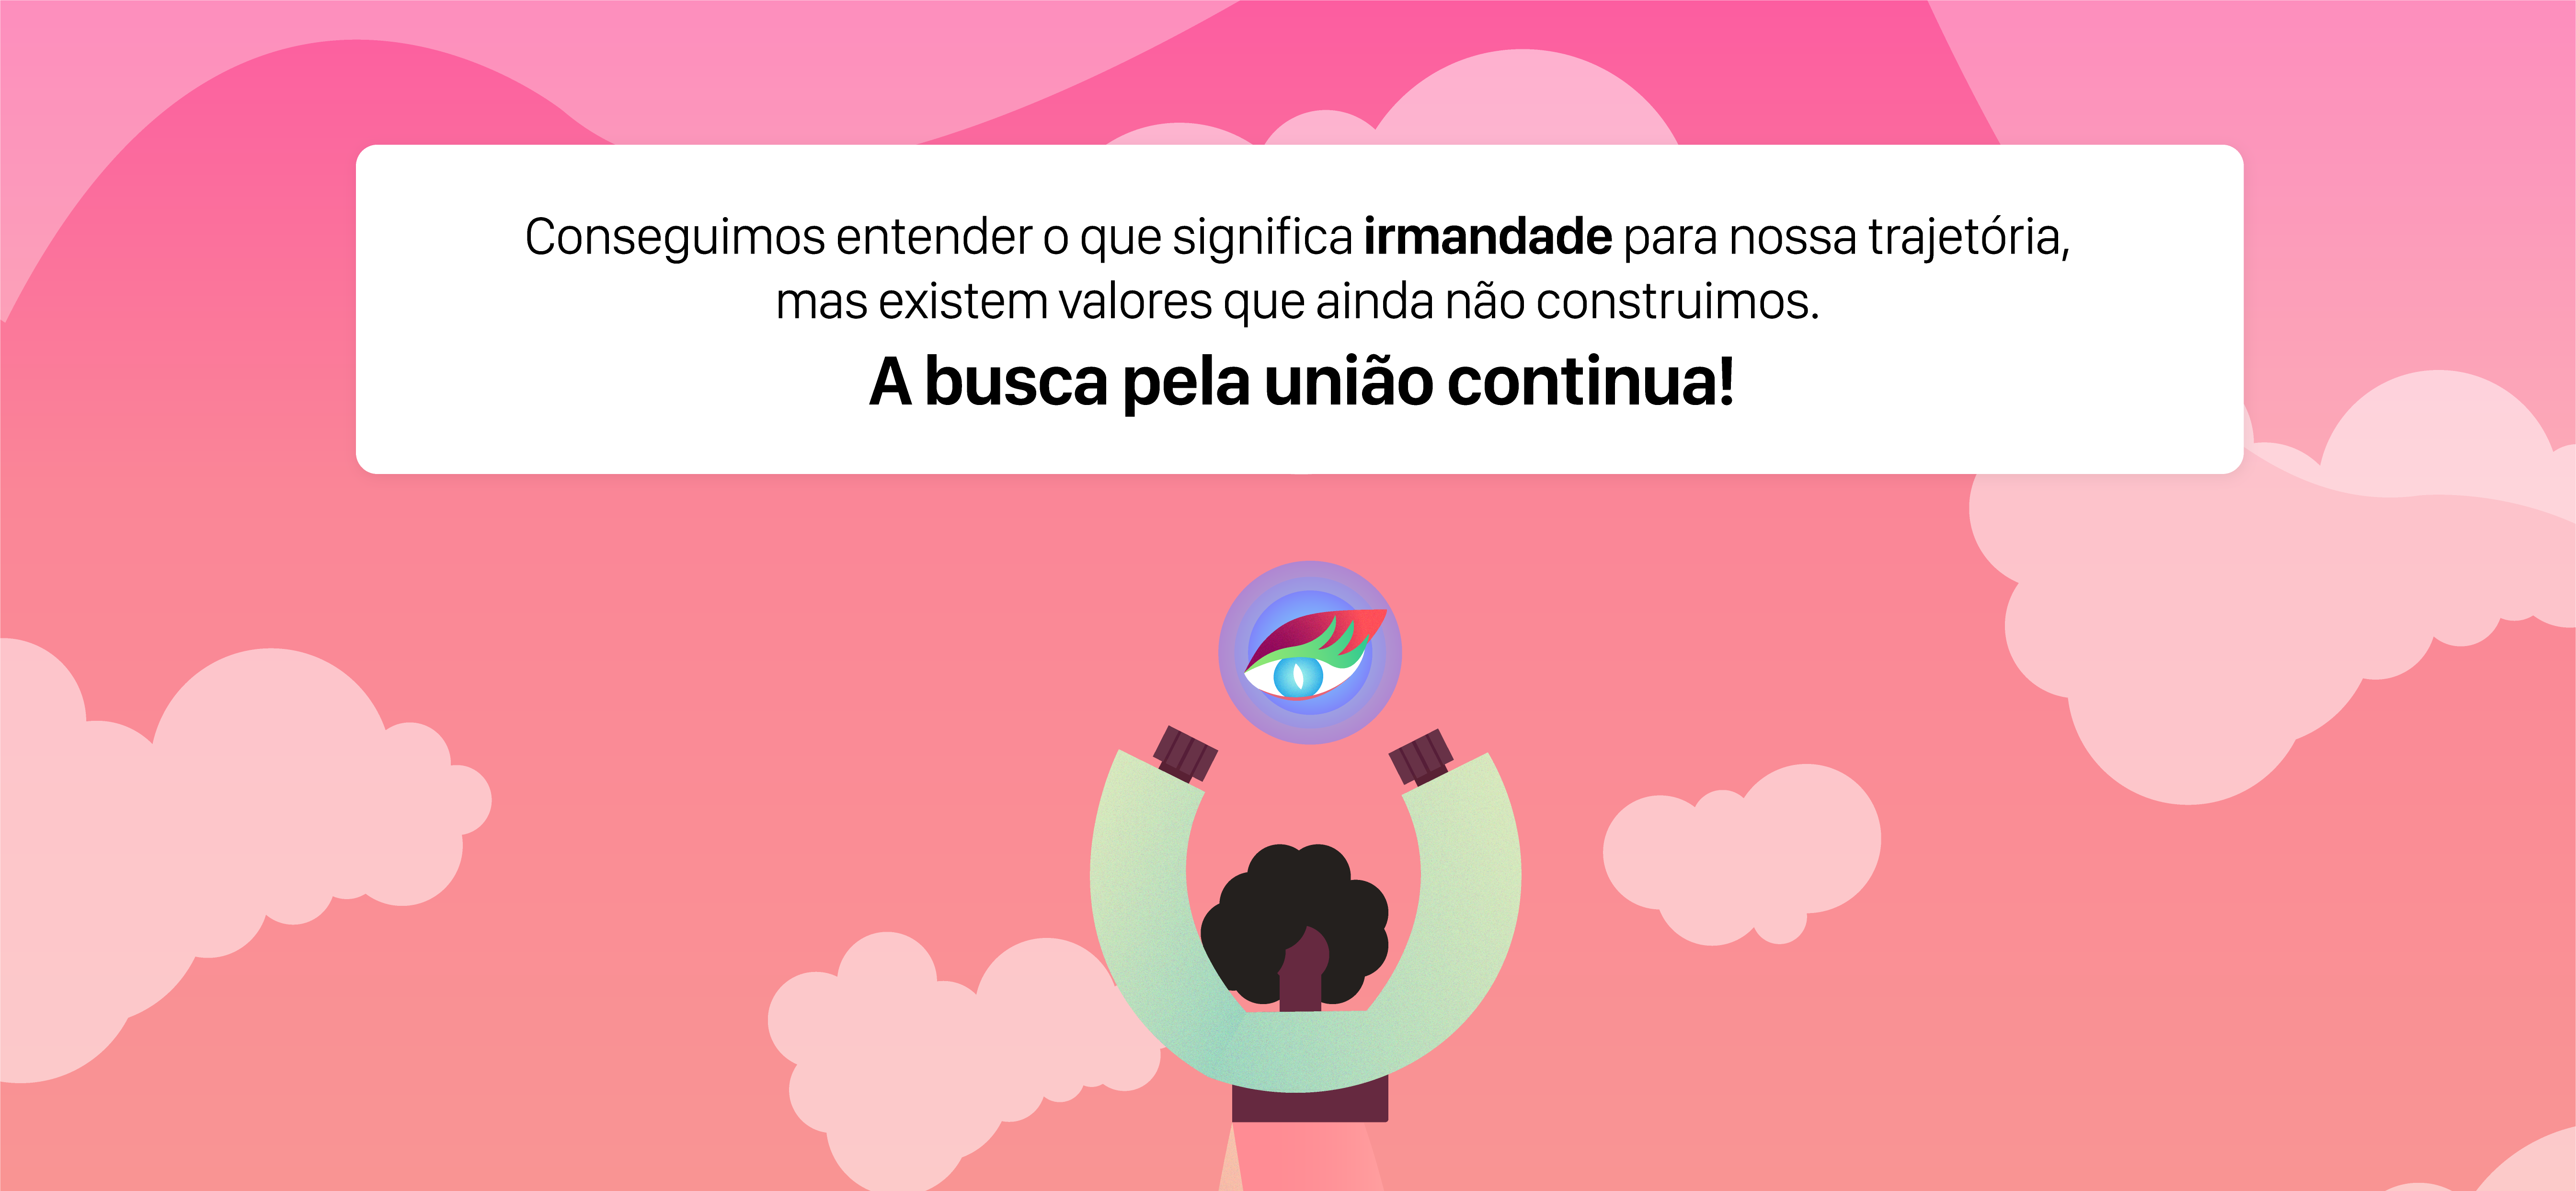 Conseguimos entender o que significa irmandade para nossa trajetória,
mas existem valores que ainda não construimos.
A busca pela união continua!